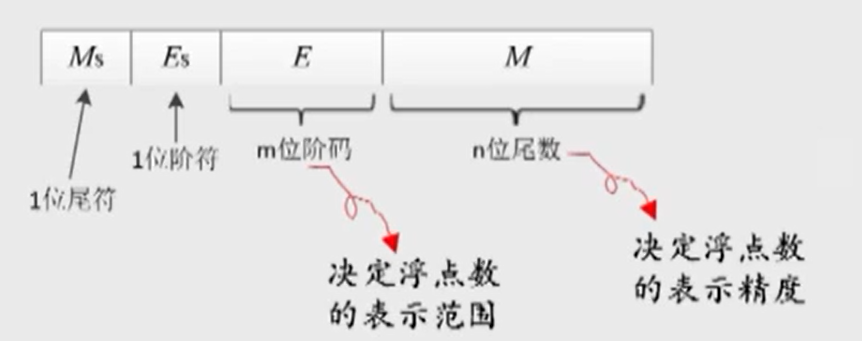 Ms Es E M
1位阶符 m位阶码 n位尾数
1位尾符
决定浮点数
的表示范围
决定浮点数
的表示精度